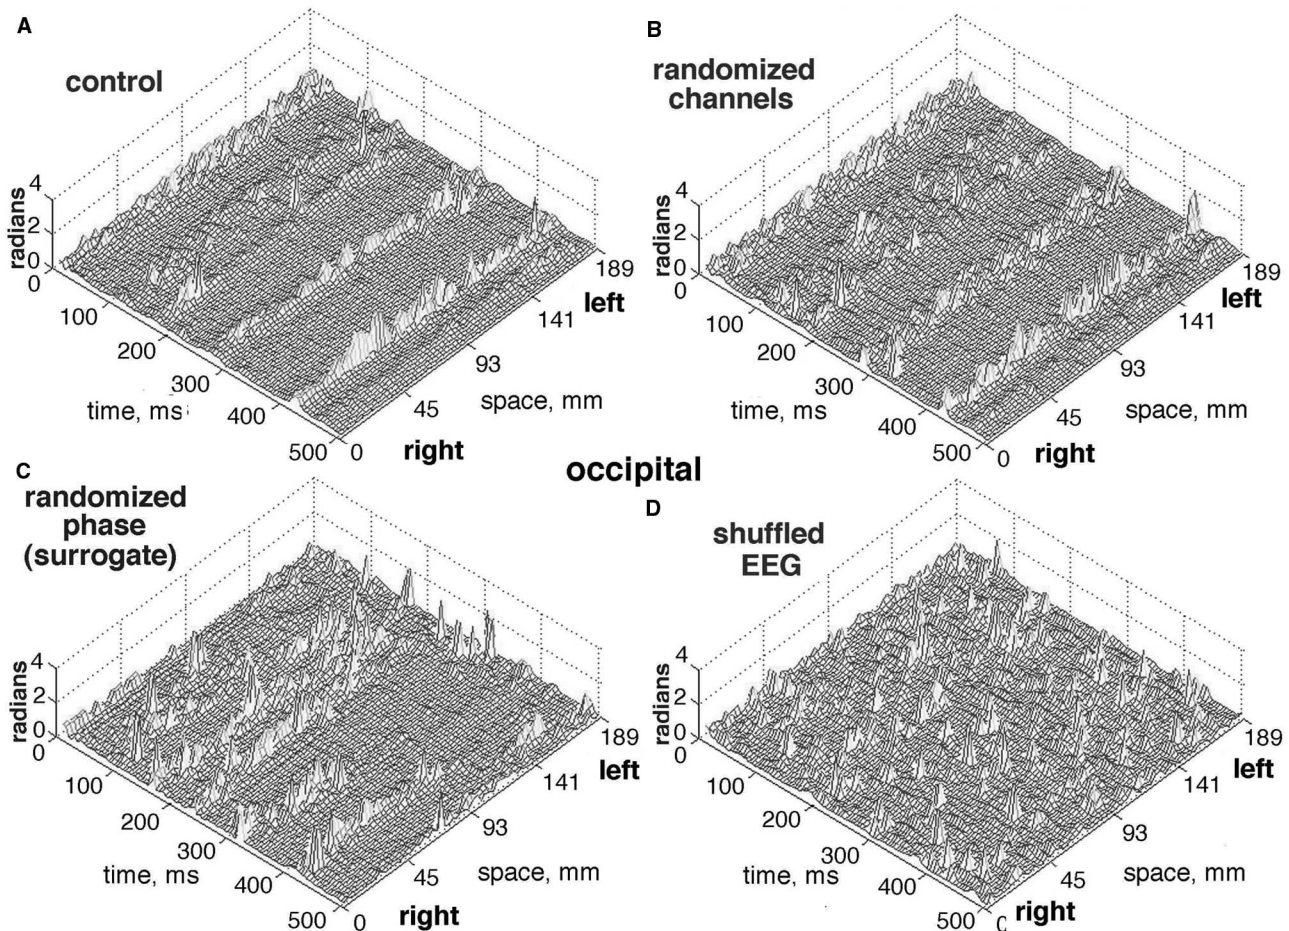 A
control
4
2
0
radians
0
100
200
300
400
500
time, ms
0
45
93
141
189
space, mm
right
left
B
randomized
channels
4
2
0
radians
0
100
200
300
400
500
time, ms
0
45
93
141
189
space, mm
right
left
occipital
C
randomized
phase
(surrogate)
4
2
0
radians
0
100
200
300
400
500
time, ms
0
45
93
141
189
space, mm
right
left
D
shuffled
EEG
4
2
0
radians
0
100
200
300
400
500
time, ms
45
93
141
189
space, mm
right
left